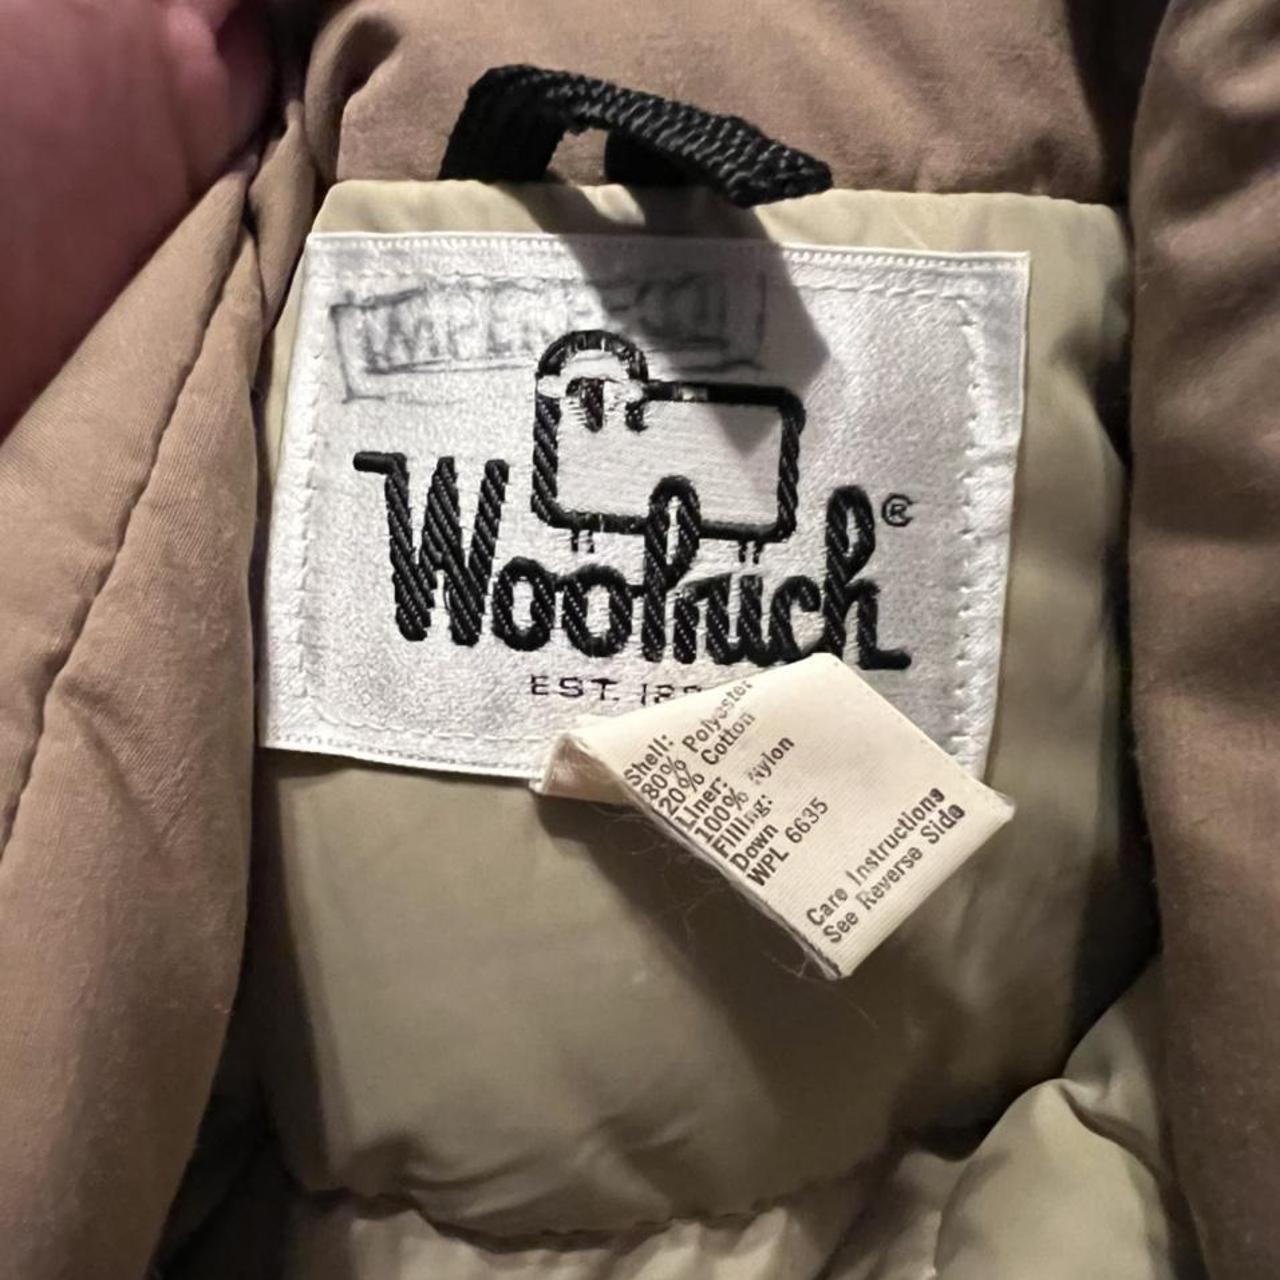 IMPERFECT
Woolrich®
EST. 18
Shell:
80% Polyester
20% Cotton
Liner:
100% Nylon
Filling:
Down
WPL 6635
Care Instructions
See Reverse Side